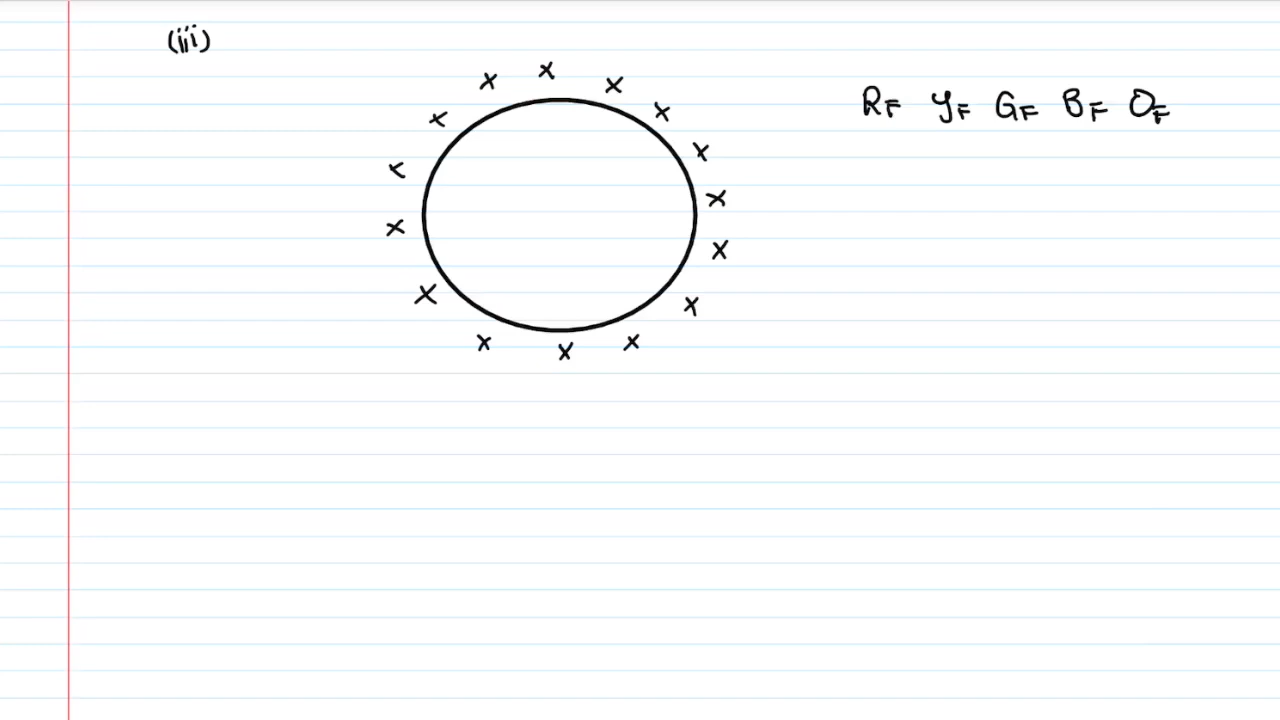 (iii)
x x x x x x x x x x x x x x x x
R_F Y_F G_F B_F O_F